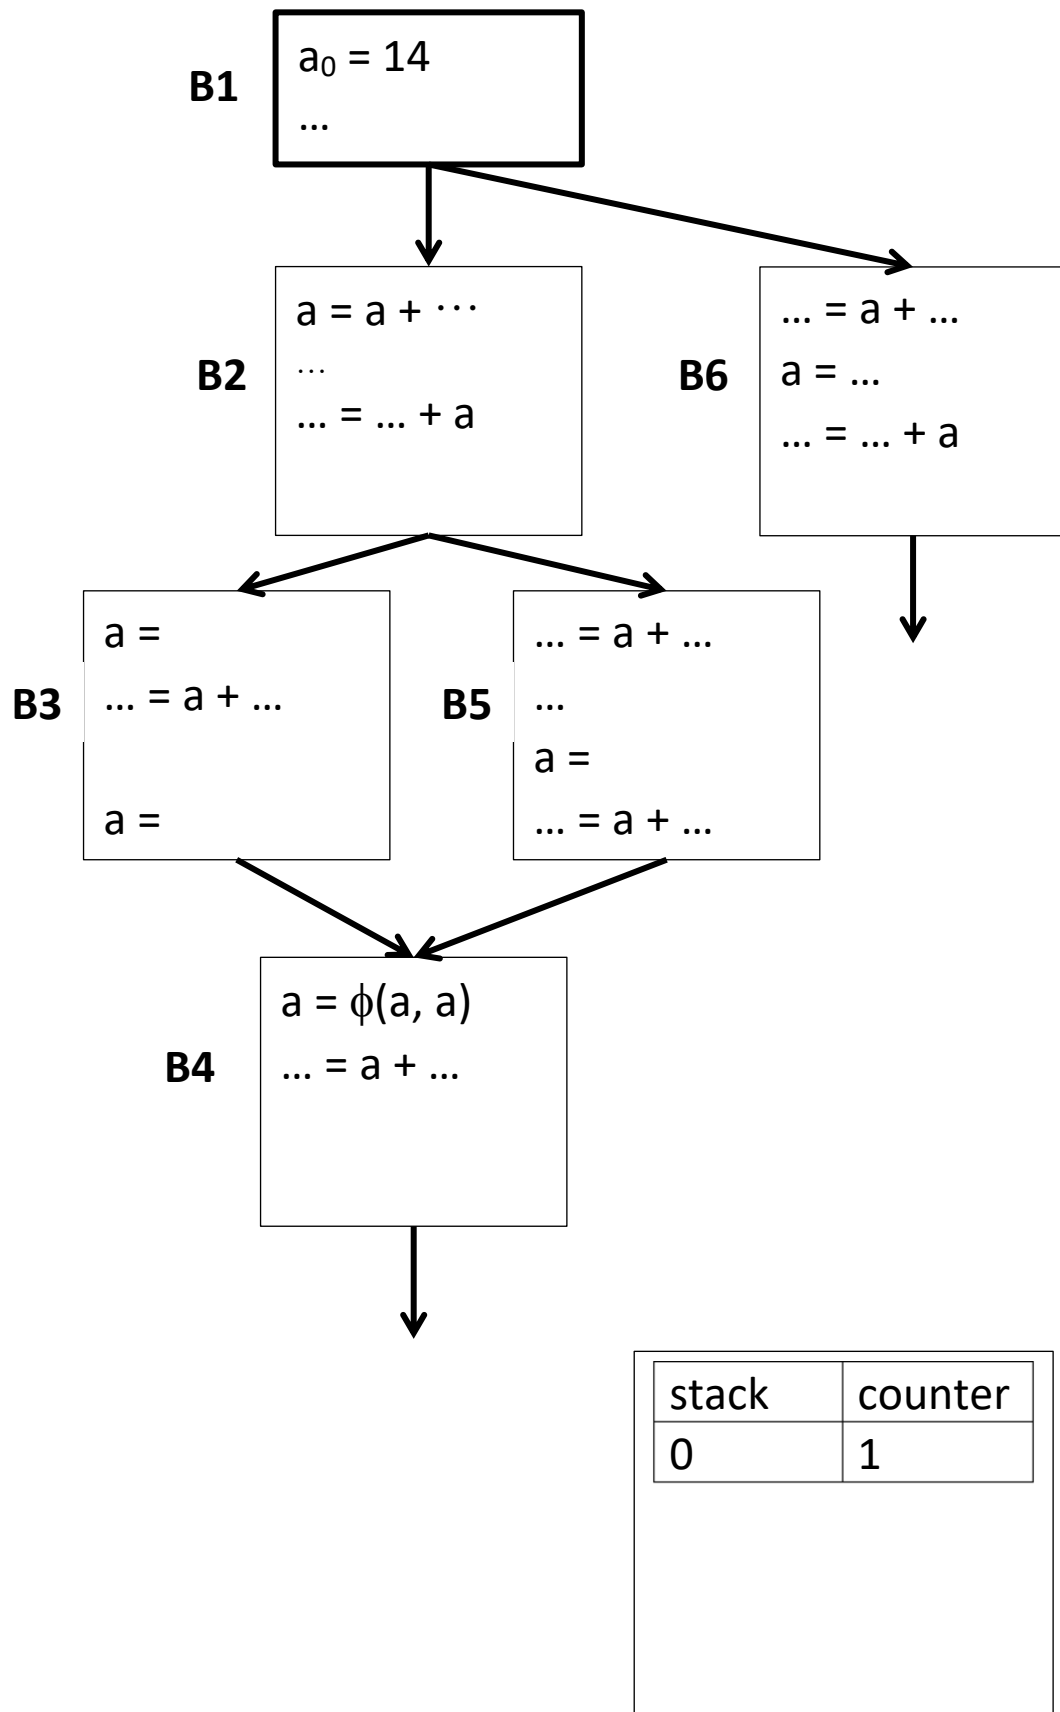 B1
a₀ = 14
...
B2
a = a + ⋯
...
... = ... + a
B6
... = a + ...
a = ...
... = ... + a
B3
a =
... = a + ...
a =
B5
... = a + ...
...
a =
... = a + ...
B4
a = ϕ(a, a)
... = a + ...
stack counter
0 1